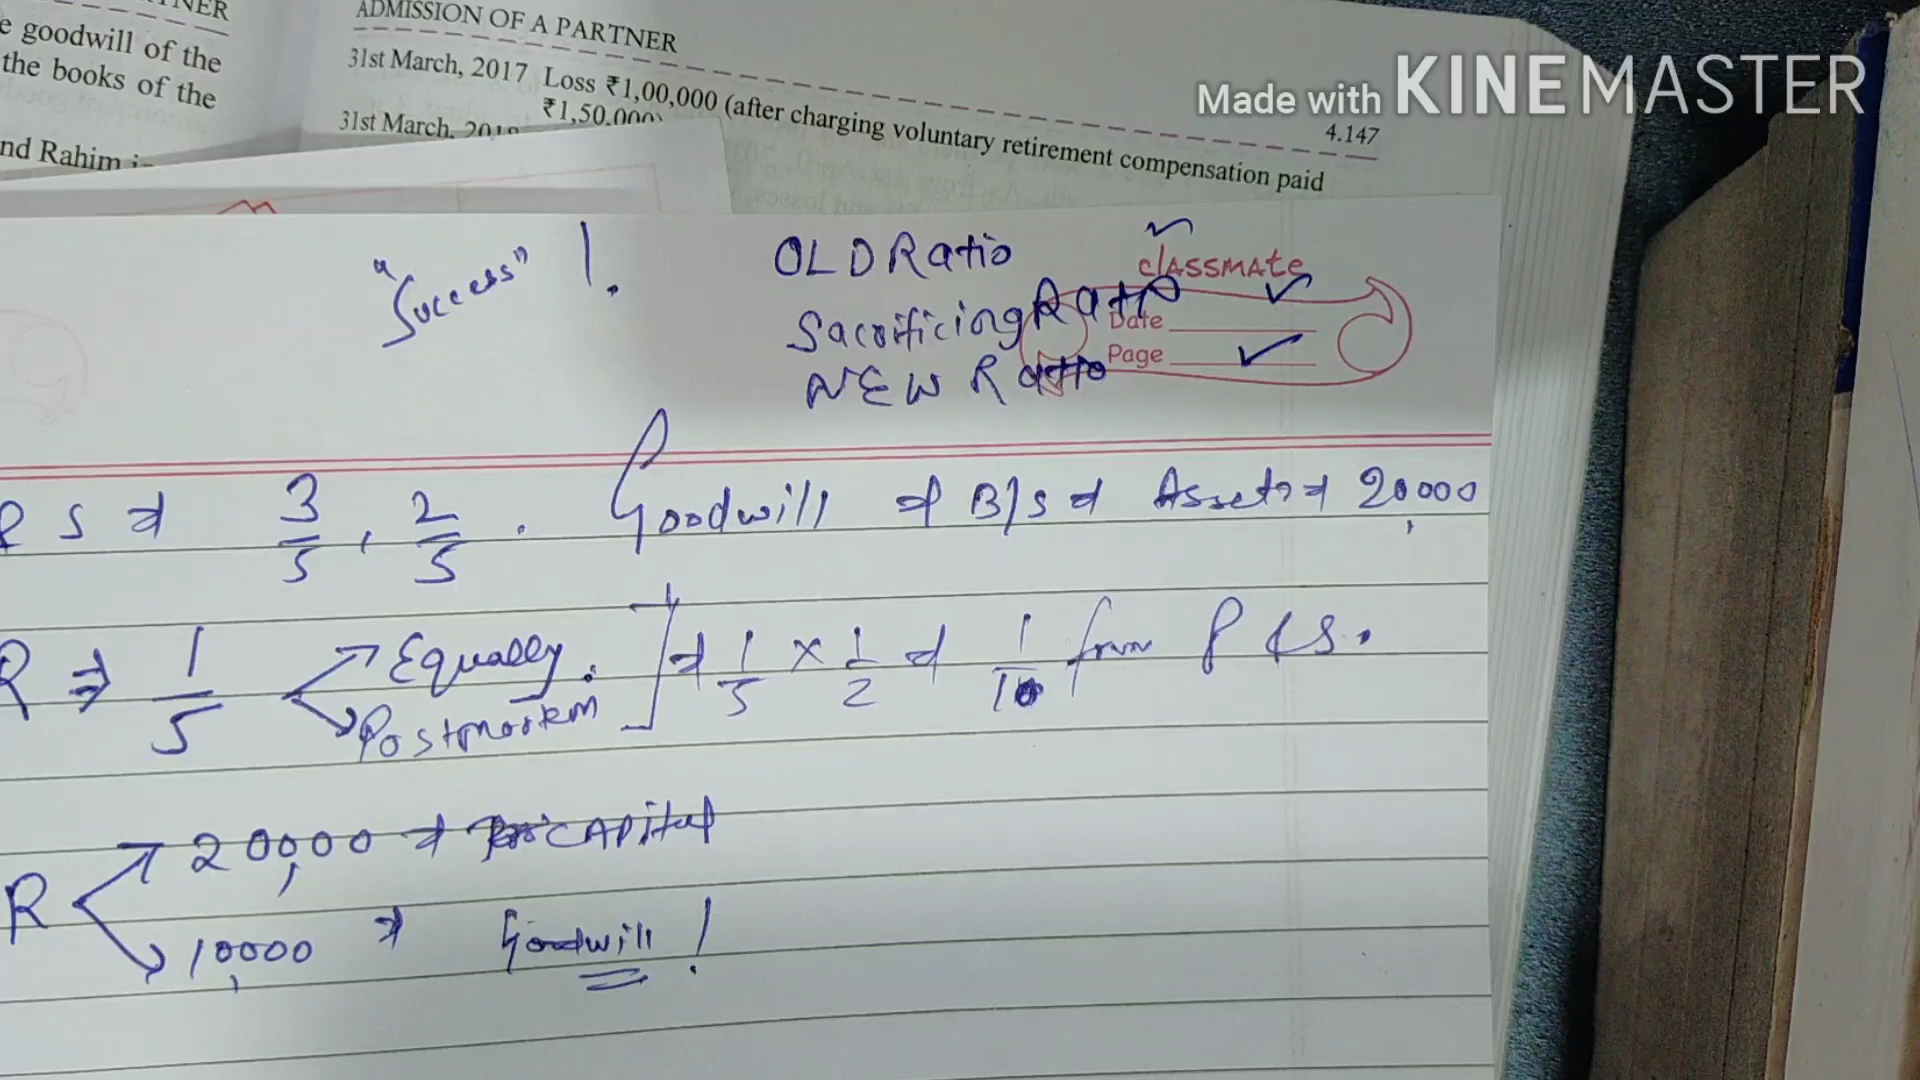 Made with KINEMASTER
NER
e goodwill of the
the books of the
nd Rahim
ADMISSION OF A PARTNER
4.147
31st March, 2017 Loss ₹1,00,000 (after charging voluntary retirement compensation paid
₹1,50,000)
31st March, 2018
"Success" !.
OLD Ratio
Sacrificing Ratio
NEW Ratio
classmate
Date
Page
S ⇒ 3/5, 2/5. Goodwill ⇒ B/S ⇒ Assets ⇒ 20,000
R ⇒ 1/5 Equally. ] ⇒ 1/5 × 1/2 ⇒ 1/10 from P & S.
Postmortem
R 20,000 ⇒ CAPital
10,000 ⇒ Goodwill !